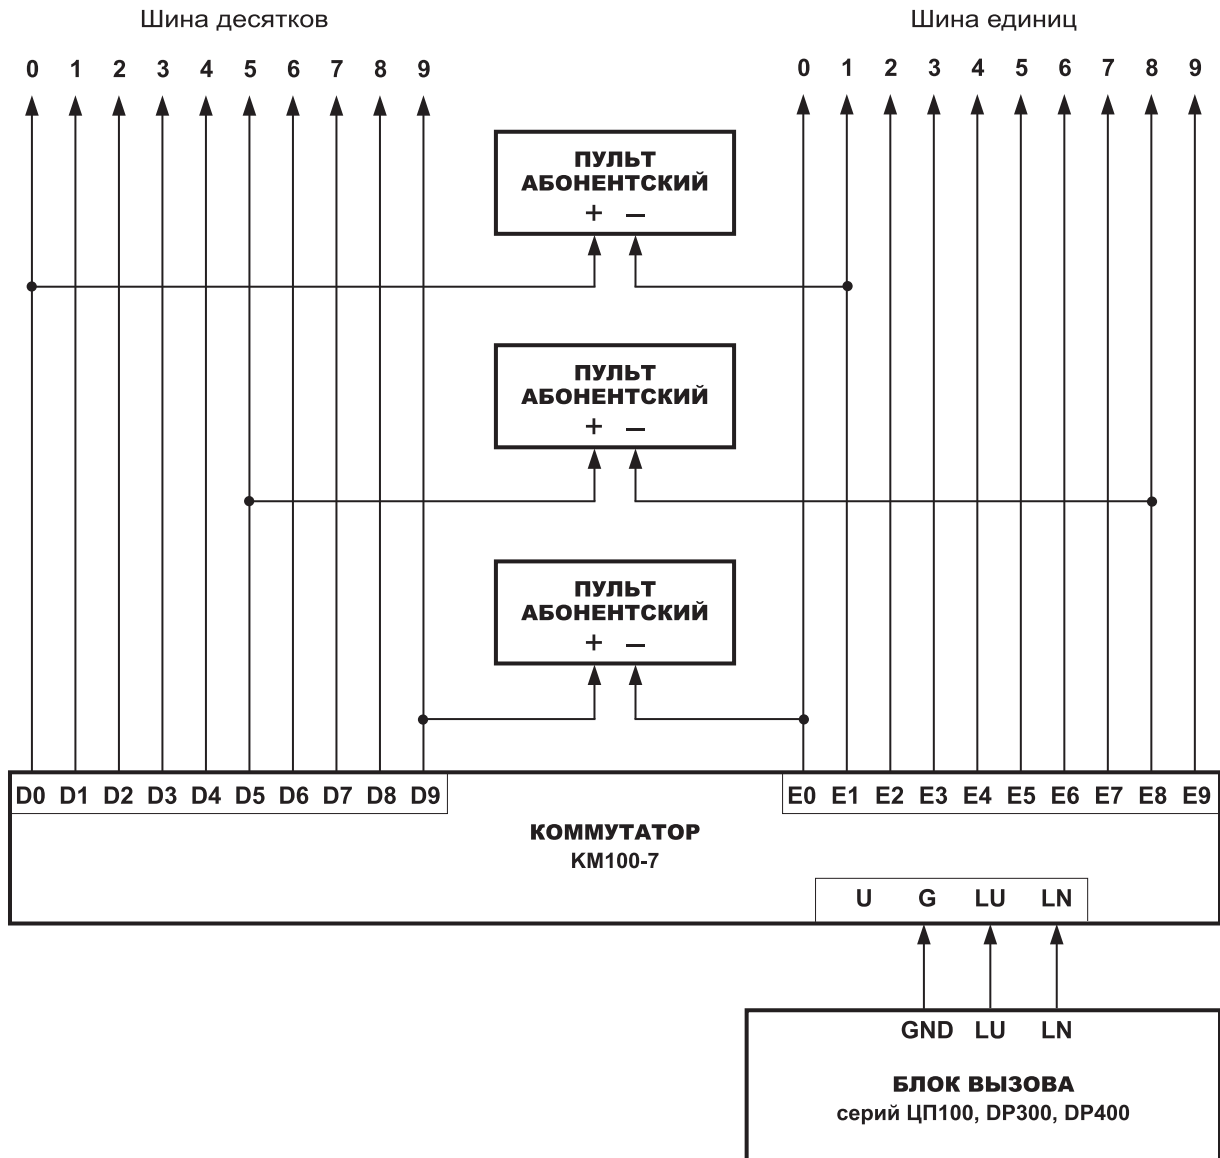 Шина десятков
Шина единиц
0 1 2 3 4 5 6 7 8 9
0 1 2 3 4 5 6 7 8 9
ПУЛЬТ
АБОНЕНТСКИЙ
+ –
ПУЛЬТ
АБОНЕНТСКИЙ
+ –
ПУЛЬТ
АБОНЕНТСКИЙ
+ –
D0 D1 D2 D3 D4 D5 D6 D7 D8 D9
E0 E1 E2 E3 E4 E5 E6 E7 E8 E9
КОММУТАТОР
КМ100-7
U G LU LN
GND LU LN
БЛОК ВЫЗОВА
серий ЦП100, DP300, DP400